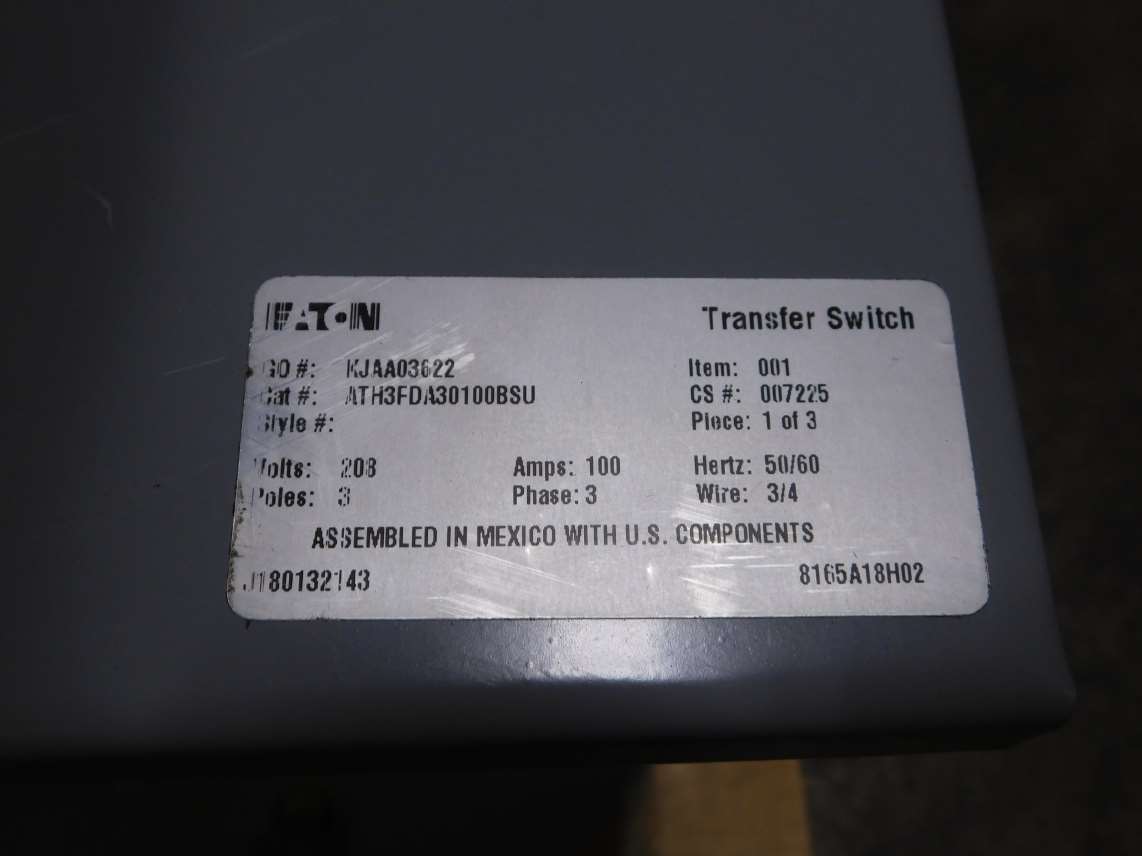 EATON Transfer Switch
GO #: KJAA03622 Item: 001
Cat #: ATH3FDA30100BSU CS #: 007225
Style #: Piece: 1 of 3
Volts: 208 Amps: 100 Hertz: 50/60
Poles: 3 Phase: 3 Wire: 3/4
ASSEMBLED IN MEXICO WITH U.S. COMPONENTS
J180132143 8165A18H02